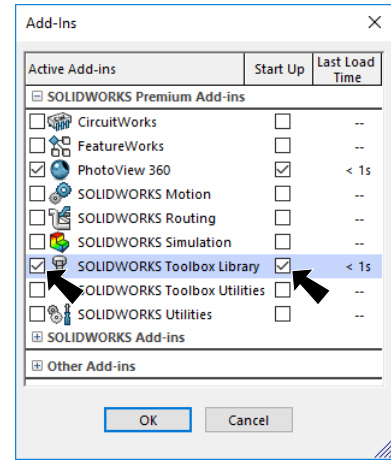 Add-Ins
Active Add-ins Start Up Last Load Time
SOLIDWORKS Premium Add-ins
CircuitWorks --
FeatureWorks --
PhotoView 360 < 1s
SOLIDWORKS Motion --
SOLIDWORKS Routing --
SOLIDWORKS Simulation --
SOLIDWORKS Toolbox Library < 1s
SOLIDWORKS Toolbox Utilities --
SOLIDWORKS Utilities --
SOLIDWORKS Add-ins
Other Add-ins
OK Cancel